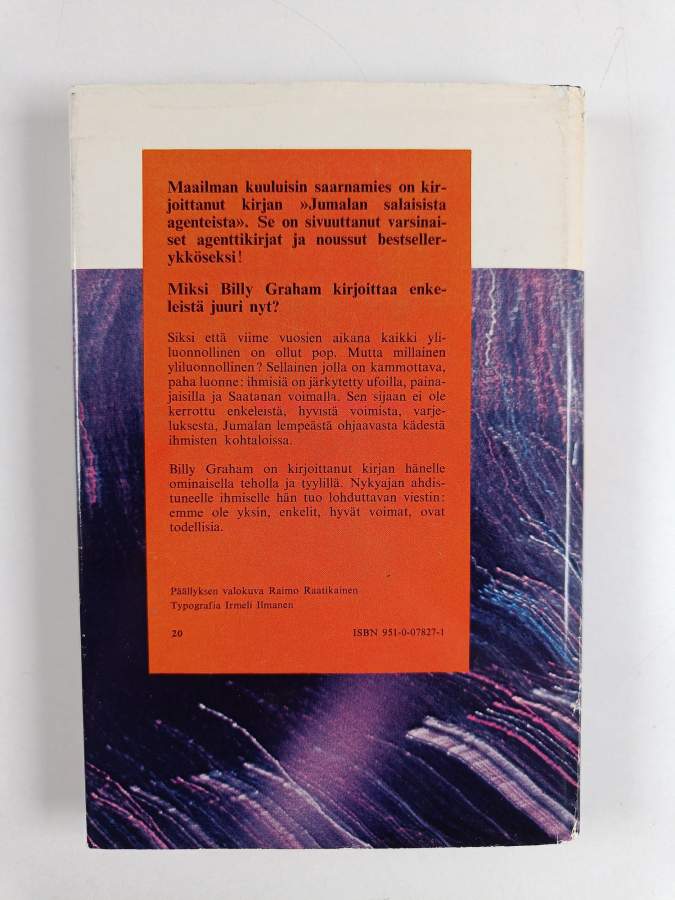 Maailman kuuluisin saarnamies on kir-
joittanut kirjan »Jumalan salaisista
agenteista». Se on sivuuttanut varsinai-
set agenttikirjat ja noussut bestseller-
ykköseksi!
Miksi Billy Graham kirjoittaa enke-
leistä juuri nyt?
Siksi että viime vuosien aikana kaikki yli-
luonnollinen on ollut pop. Mutta millainen
yliluonnollinen? Sellainen jolla on kammottava,
paha luonne: ihmisiä on järkytetty ufoilla, paina-
jaisilla ja Saatanan voimalla. Sen sijaan ei ole
kerrottu enkeleistä, hyvistä voimista, varje-
luksesta, Jumalan lempeästä ohjaavasta kädestä
ihmisten kohtaloissa.
Billy Graham on kirjoittanut kirjan hänelle
ominaisella teholla ja tyylillä. Nykyajan ahdis-
tuneelle ihmiselle hän tuo lohduttavan viestin:
emme ole yksin, enkelit, hyvät voimat, ovat
todellisia.
Päällyksen valokuva Raimo Raatikainen
Typografia Irmeli Ilmanen
20 ISBN 951-0-07827-1